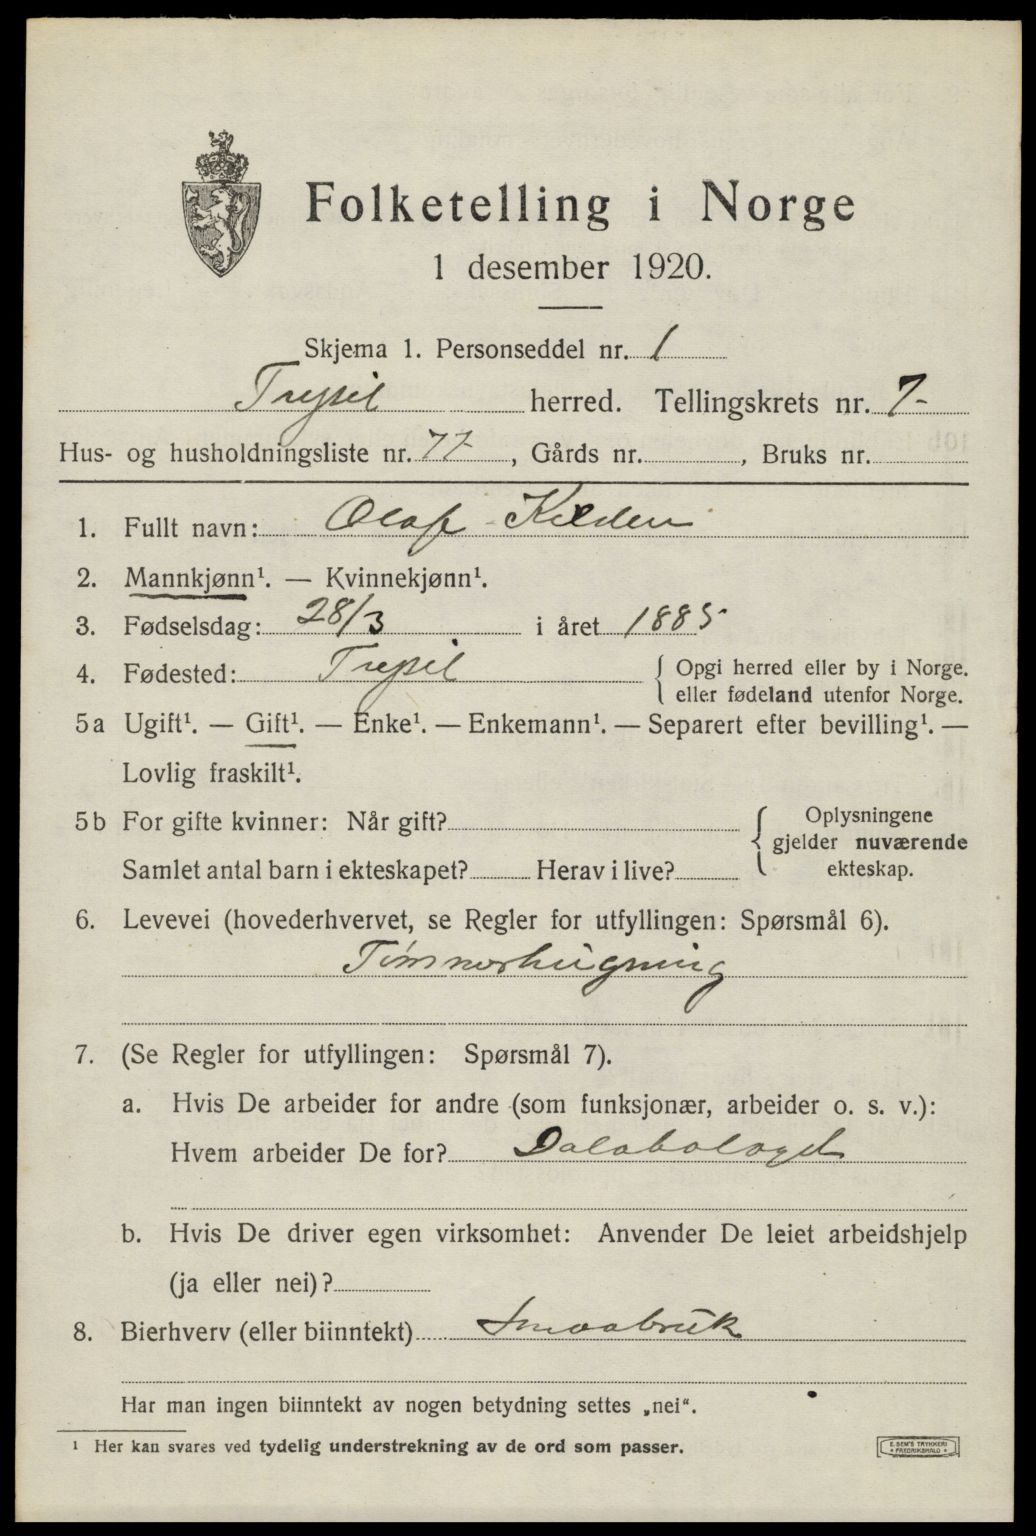 Folketelling i Norge
1 desember 1920.
Skjema 1. Personseddel nr. 1
Trysil herred. Tellingskrets nr. 7
Hus- og husholdningsliste nr. 77, Gårds nr. , Bruks nr.
1. Fullt navn: Olaf Kilden
2. Mannkjønn¹. — Kvinnekjønn¹.
3. Fødselsdag: 28/3 i året 1885
4. Fødested: Trysil { Opgi herred eller by i Norge.
eller fødeland utenfor Norge.
5a Ugift¹. — Gift¹. — Enke¹. — Enkemann¹. — Separert efter bevilling¹. —
Lovlig fraskilt¹.
5b For gifte kvinner: Når gift?
Samlet antal barn i ekteskapet? Herav i live?
{ Oplysningene
gjelder nuværende
ekteskap.
6. Levevei (hovederhvervet, se Regler for utfyllingen: Spørsmål 6).
Tømmerhugning
7. (Se Regler for utfyllingen: Spørsmål 7).
a. Hvis De arbeider for andre (som funksjonær, arbeider o. s. v.):
Hvem arbeider De for? Dalabolaget
b. Hvis De driver egen virksomhet: Anvender De leiet arbeidshjelp
(ja eller nei)?
8. Bierhverv (eller biinntekt) Smaabruk
Har man ingen biinntekt av nogen betydning settes „nei“.
¹ Her kan svares ved tydelig understrekning av de ord som passer.
E. SEM'S TRYKKERI
FREDRIKSHALD